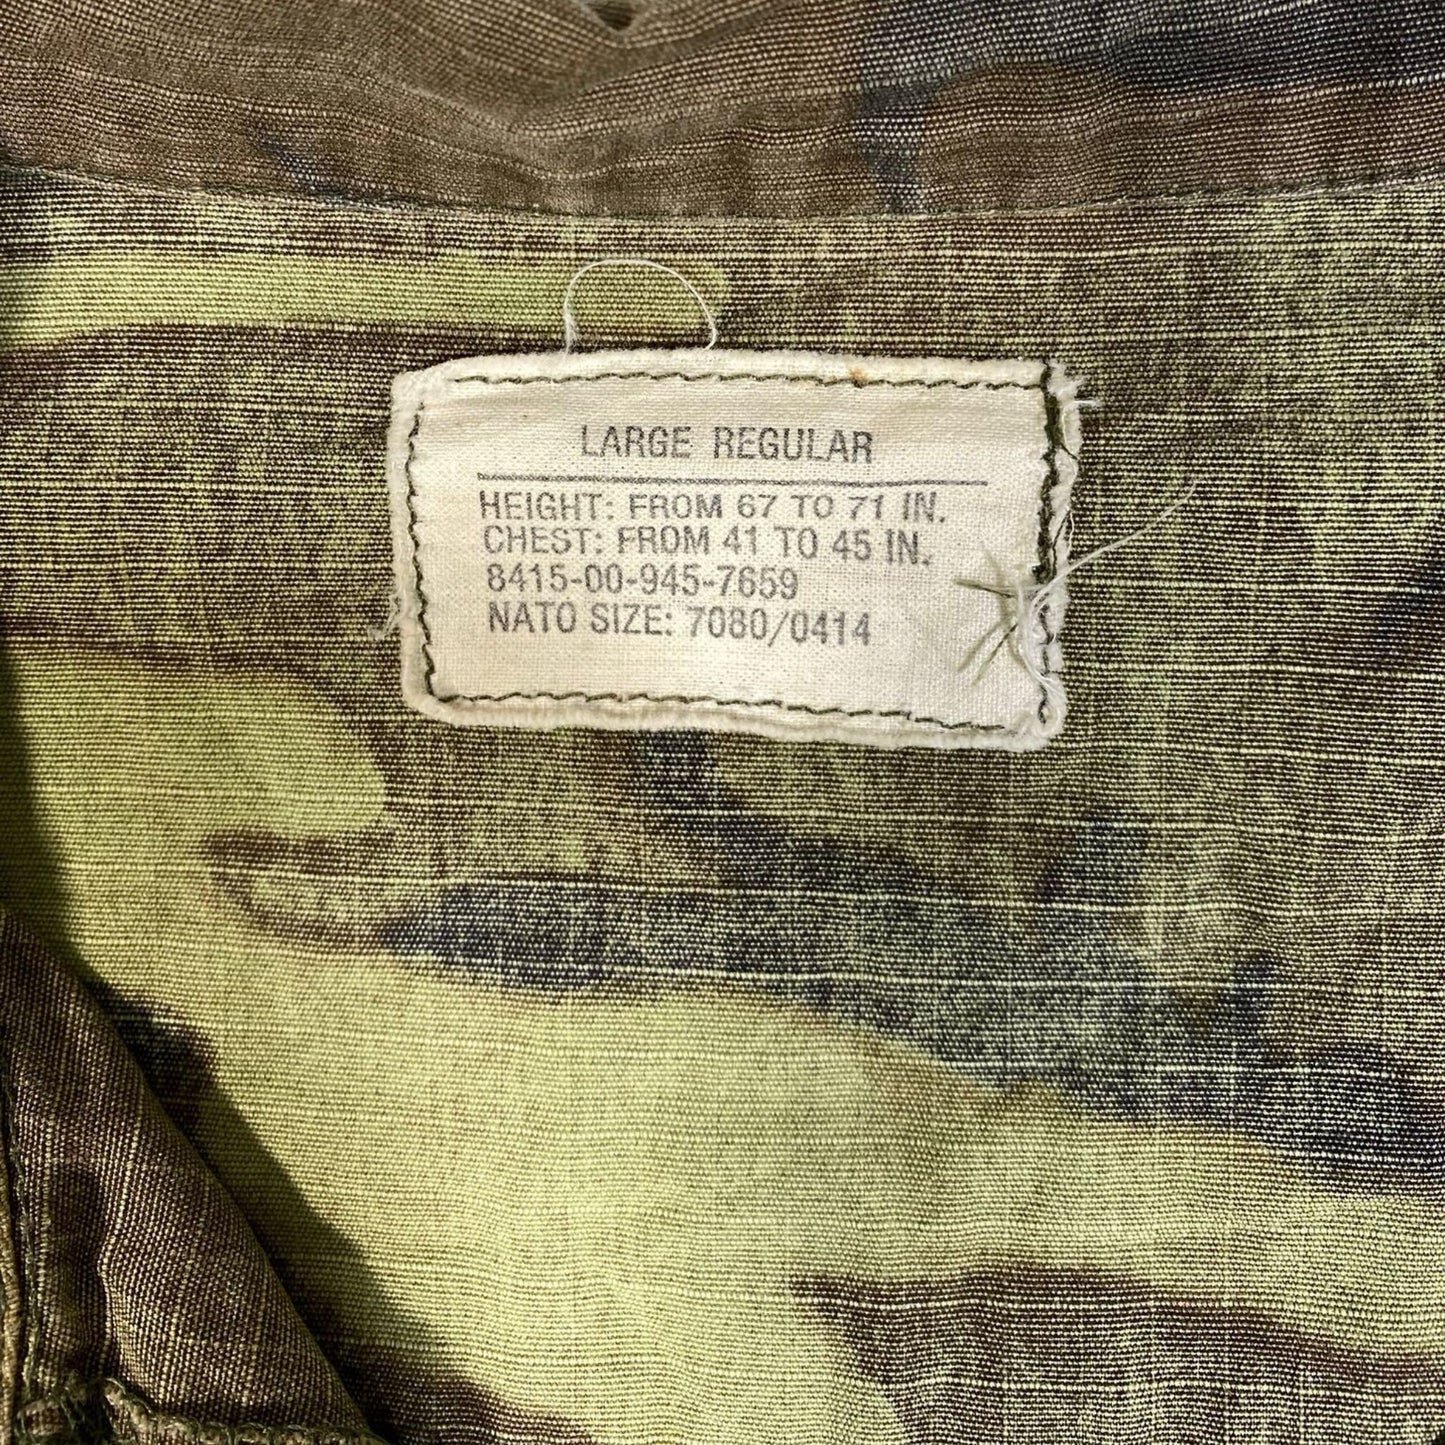 LARGE REGULAR
HEIGHT: FROM 67 TO 71 IN.
CHEST: FROM 41 TO 45 IN.
8415-00-945-7659
NATO SIZE: 7080/0414